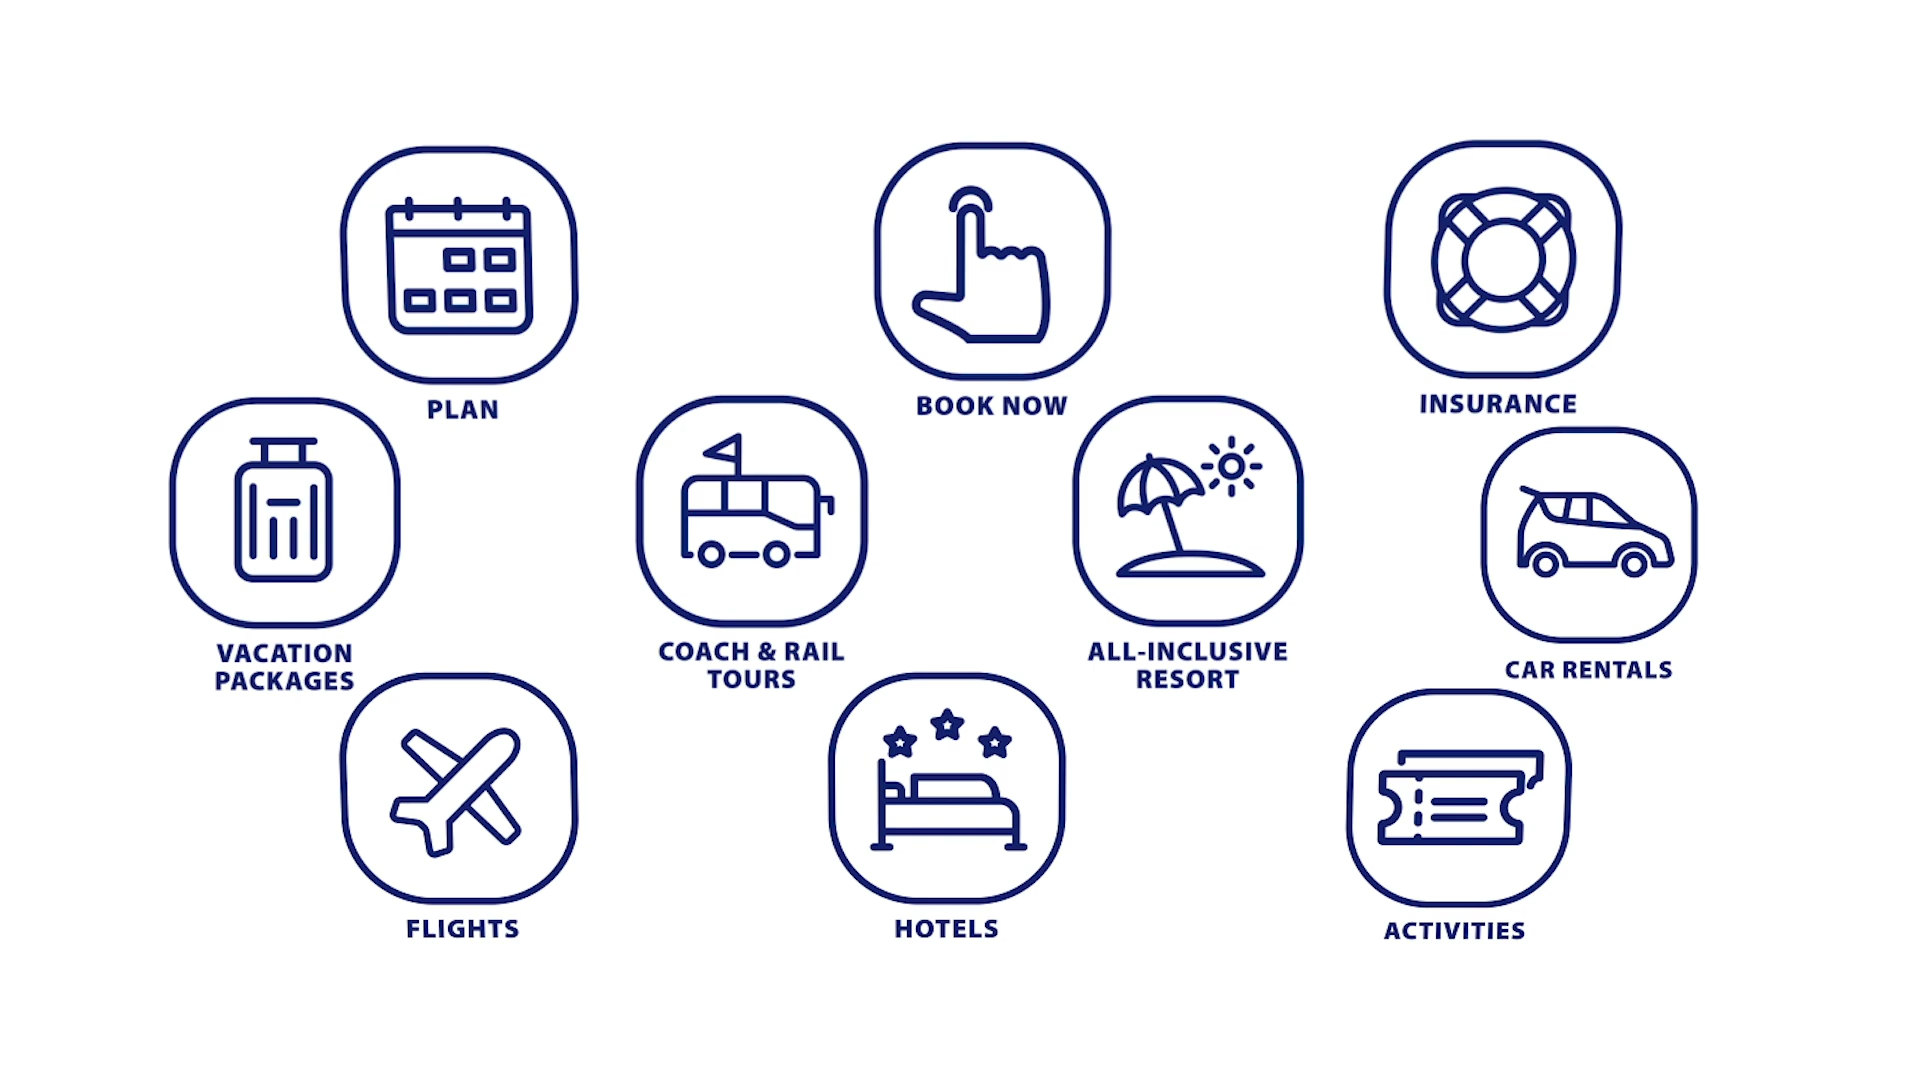 PLAN
BOOK NOW
INSURANCE
VACATION
PACKAGES
COACH & RAIL
TOURS
ALL-INCLUSIVE
RESORT
CAR RENTALS
FLIGHTS
HOTELS
ACTIVITIES